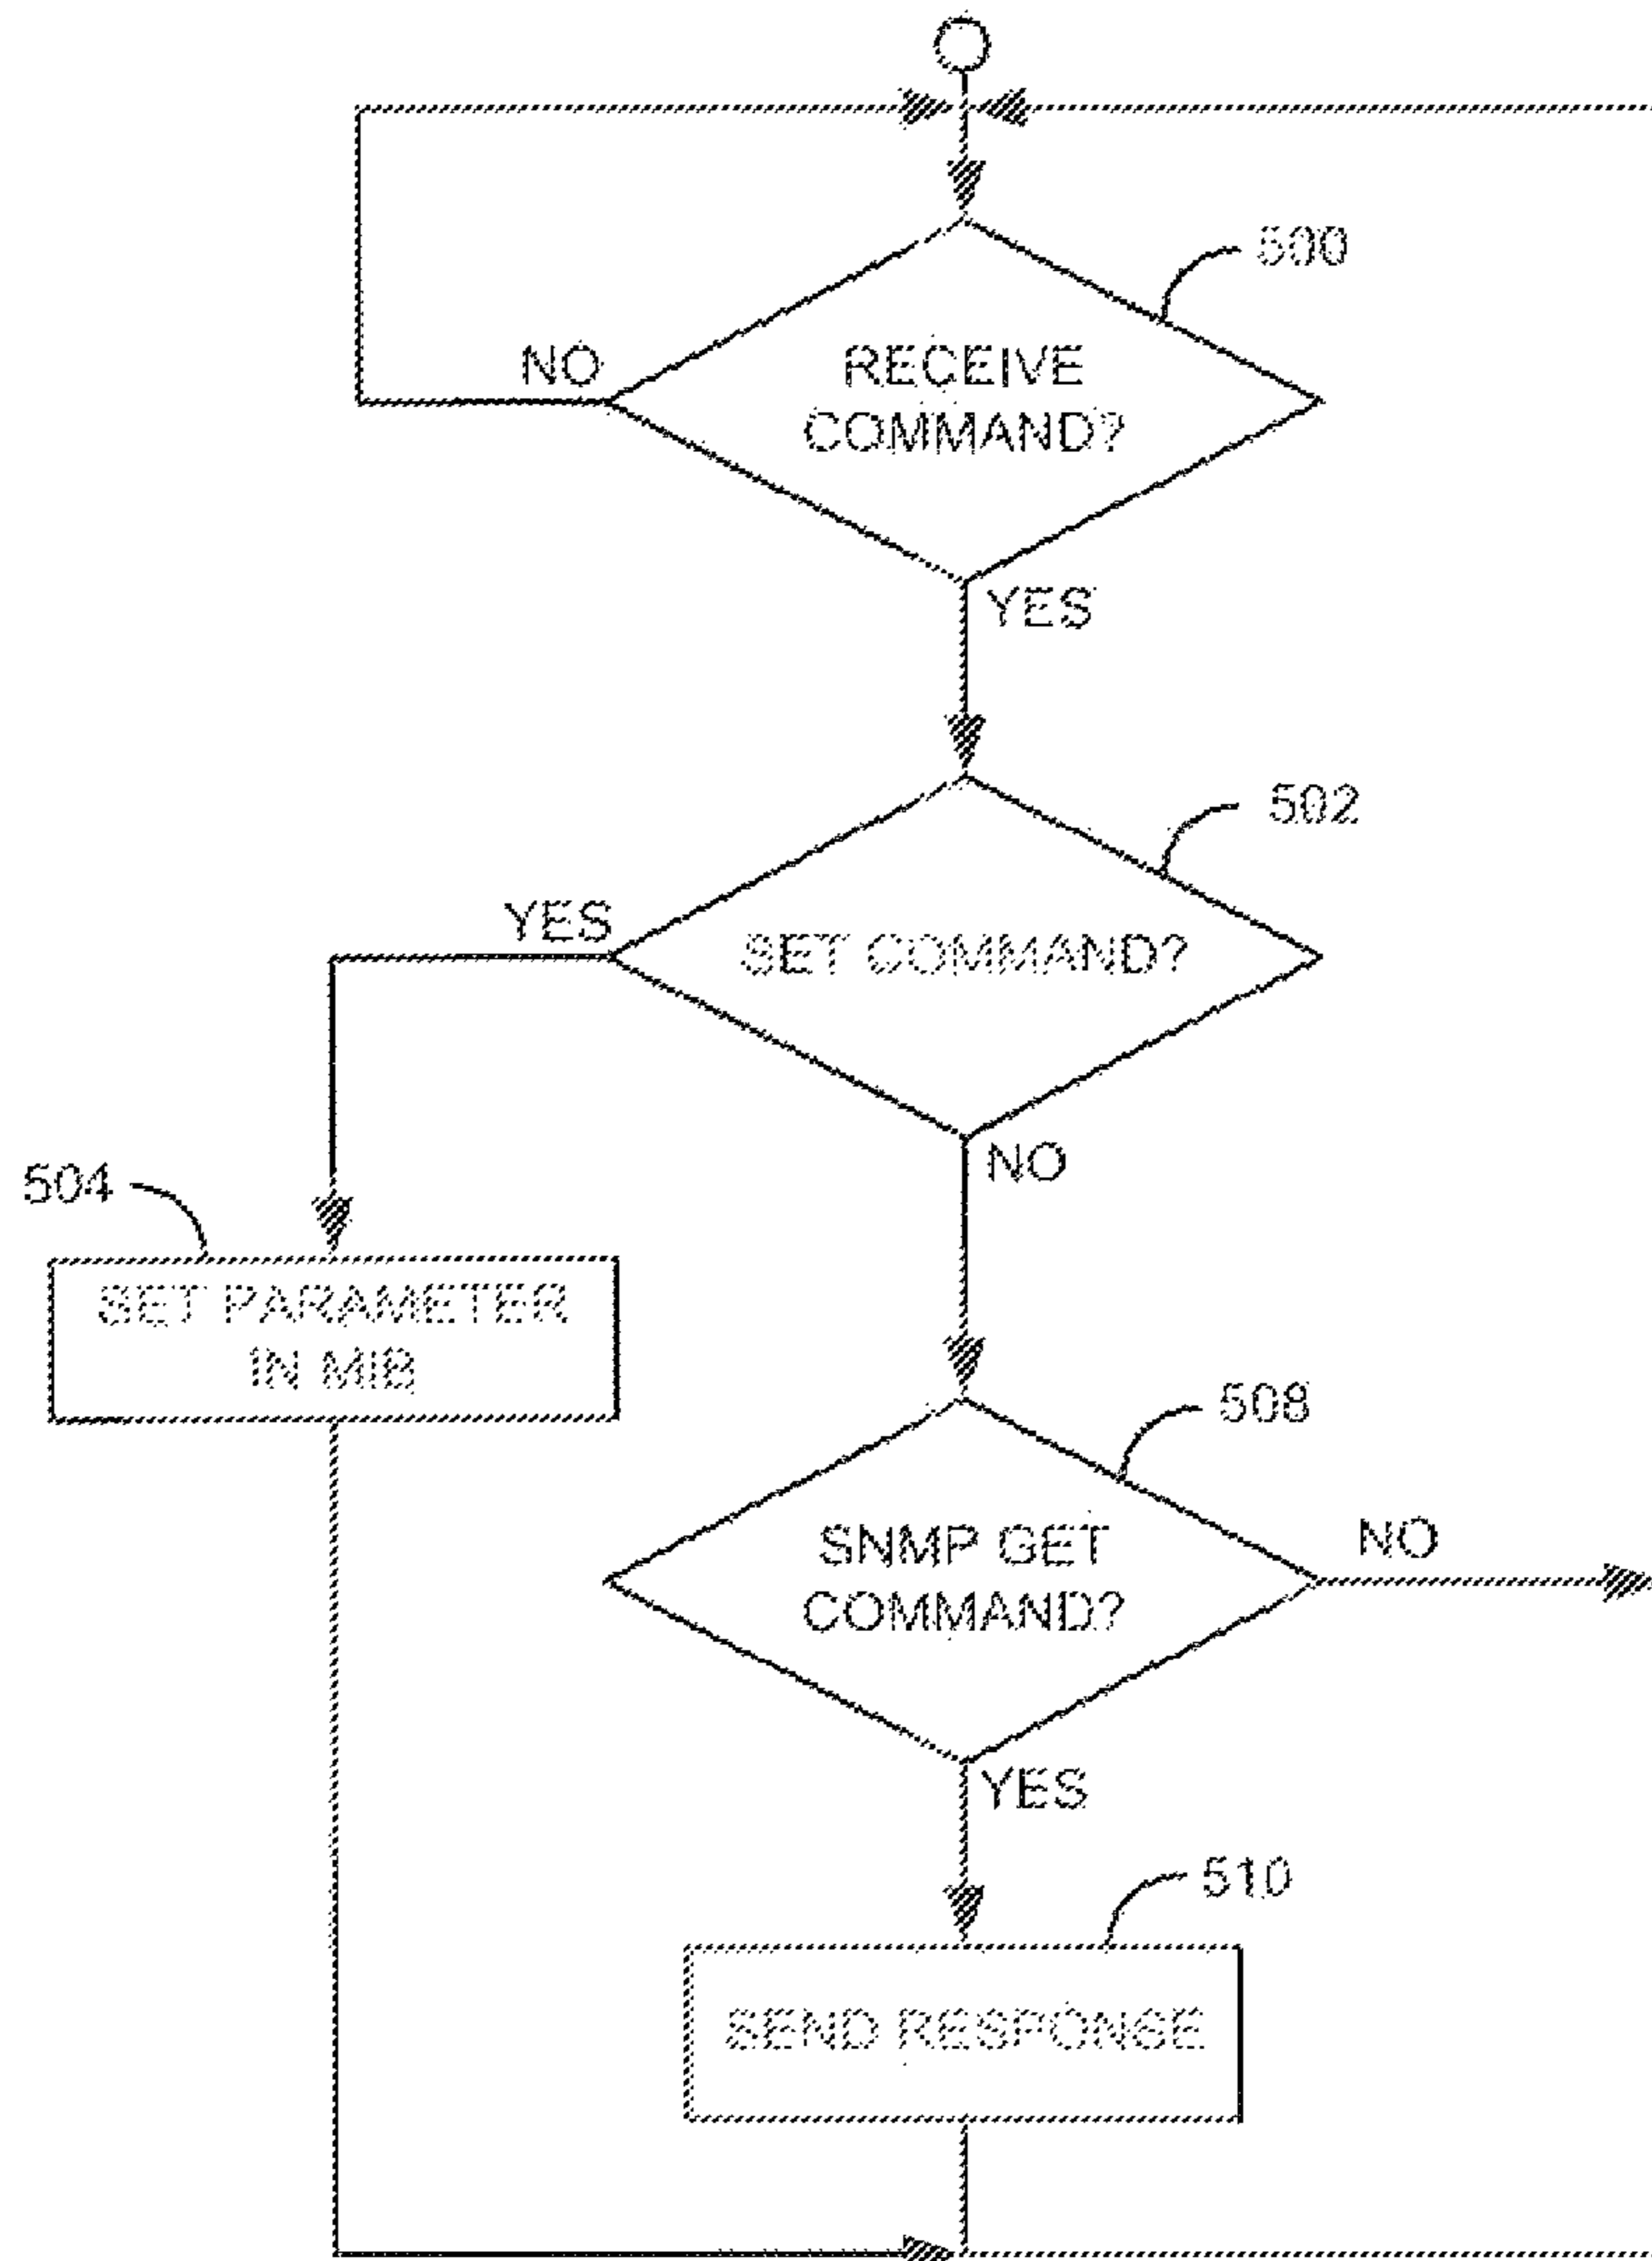 500
NO
RECEIVE
COMMAND?
YES
502
YES
SET COMMAND?
NO
504
SET PARAMETER
IN MIB
508
SNMP GET
COMMAND?
NO
YES
510
SEND RESPONSE